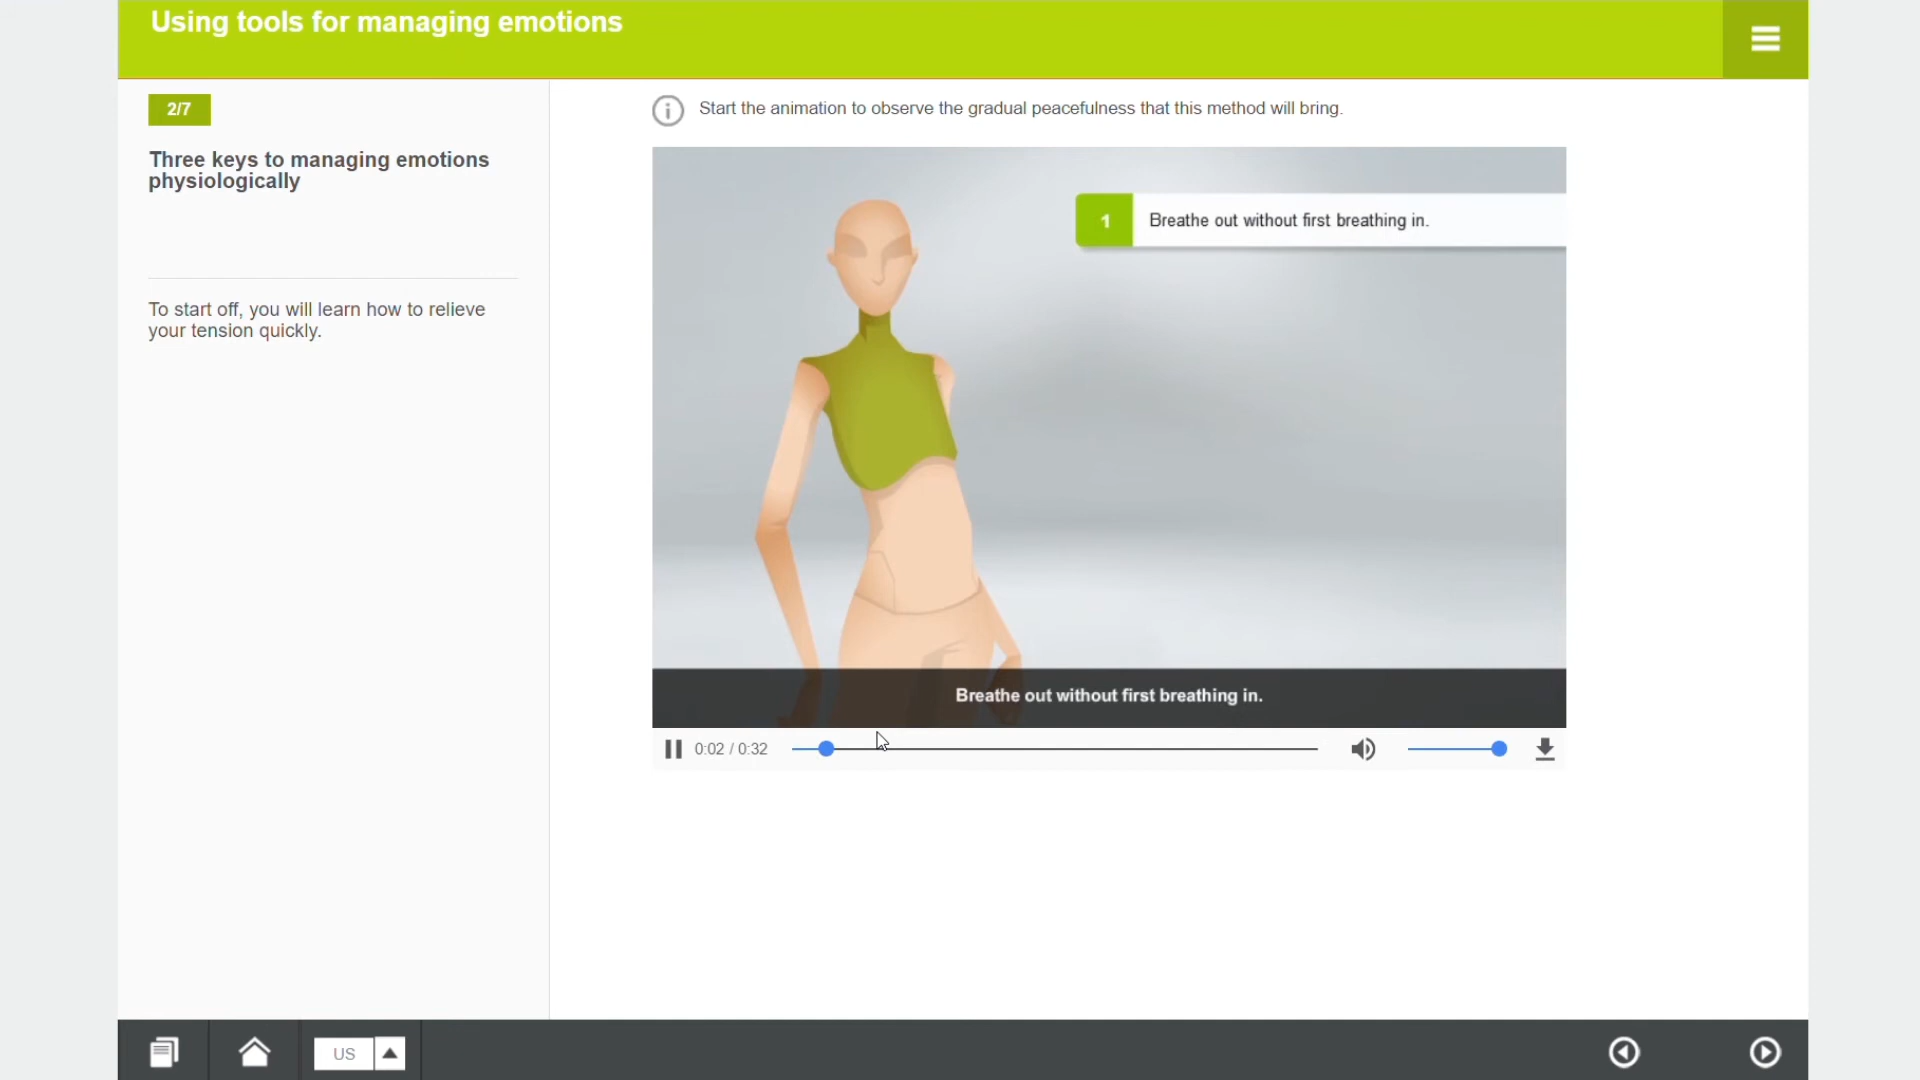 Using tools for managing emotions
2/7
Three keys to managing emotions
physiologically
To start off, you will learn how to relieve
your tension quickly.
Start the animation to observe the gradual peacefulness that this method will bring.
1 Breathe out without first breathing in.
Breathe out without first breathing in.
0:02 / 0:32
US